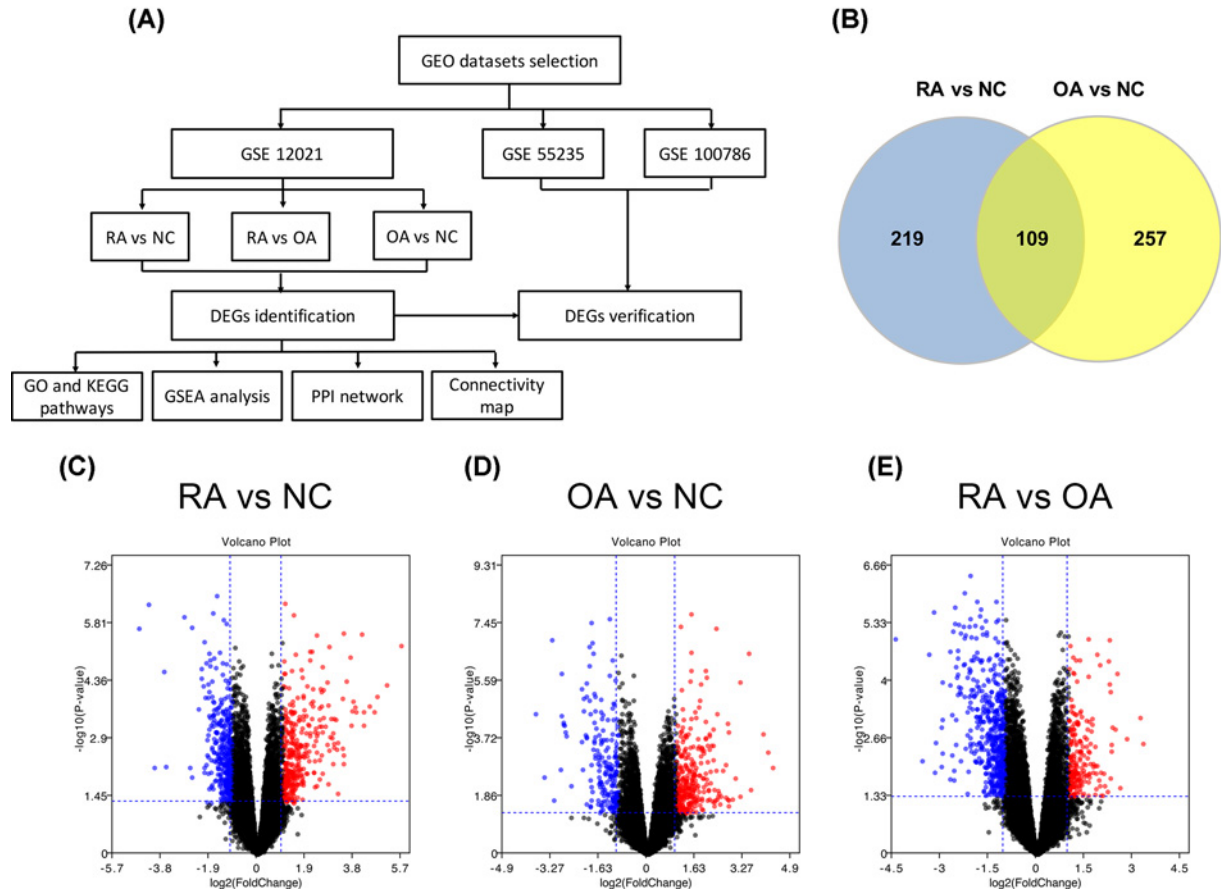 (A)
GEO datasets selection
GSE 12021
GSE 55235
GSE 100786
RA vs NC
RA vs OA
OA vs NC
DEGs identification
DEGs verification
GO and KEGG
pathways
GSEA analysis
PPI network
Connectivity
map
(B)
RA vs NC
OA vs NC
219
109
257
(C)
RA vs NC
Volcano Plot
7.26
5.81
4.36
2.9
1.45
0
-log10(P-value)
-5.7
-3.8
-1.9
0
1.9
3.8
5.7
log2(FoldChange)
(D)
OA vs NC
Volcano Plot
9.31
7.45
5.59
3.72
1.86
0
-log10(P-value)
-4.9
-3.27
-1.63
0
1.63
3.27
4.9
log2(FoldChange)
(E)
RA vs OA
Volcano Plot
6.66
5.33
4
2.66
1.33
0
-log10(P-value)
-4.5
-3
-1.5
0
1.5
3
4.5
log2(FoldChange)